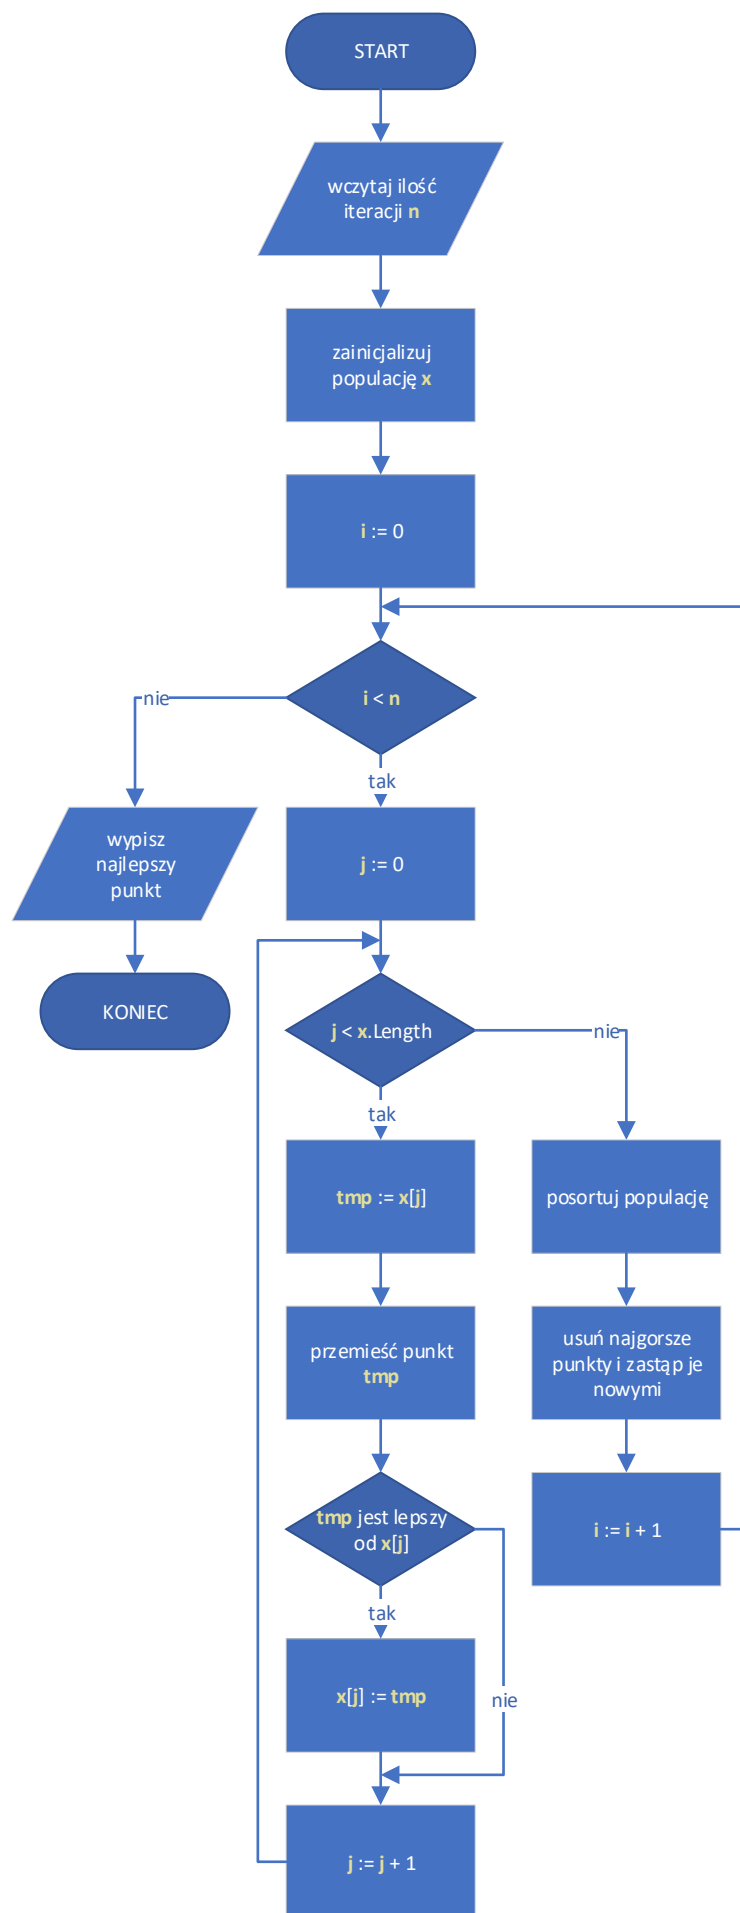 START
wczytaj ilość
iteracji n
zainicjalizuj
populację x
i := 0
i < n
nie
tak
wypisz
najlepszy
punkt
j := 0
KONIEC
j < x.Length
nie
tak
tmp := x[j]
posortuj populację
przemieść punkt
tmp
usuń najgorsze
punkty i zastąp je
nowymi
tmp jest lepszy
od x[j]
i := i + 1
tak
x[j] := tmp
nie
j := j + 1